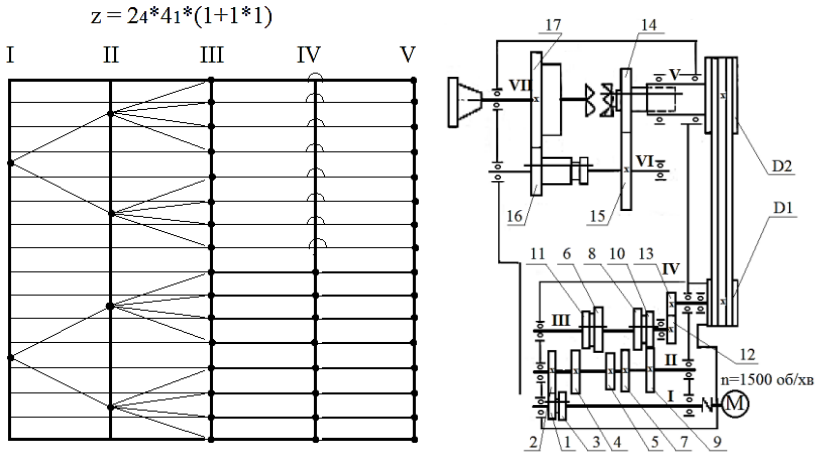 z = 24*41*(1+1*1)
I II III IV V
17 14
VII V
VI
D2
16 15
D1
11 6 8 10 13
IV
III
12
II
n=1500 об/хв
I
M
2 1 3 4 5 7 9